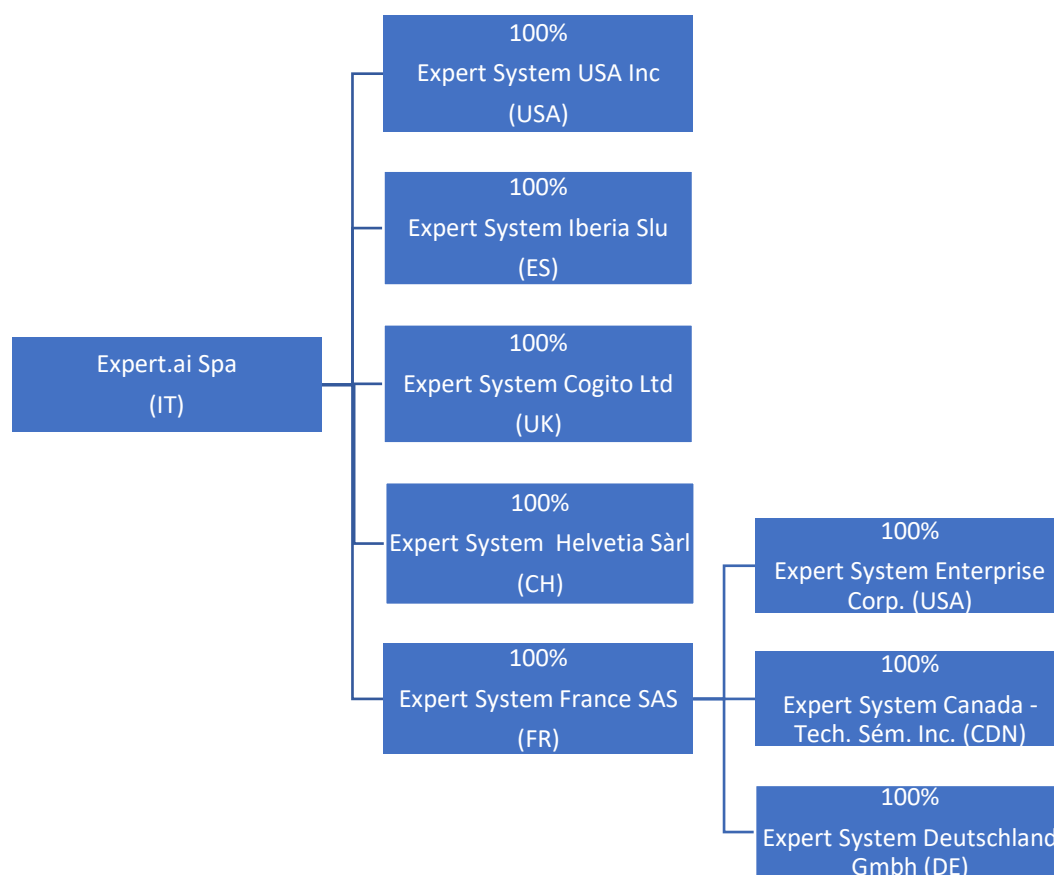 100%
Expert System USA Inc
(USA)
100%
Expert System Iberia Slu
(ES)
Expert.ai Spa
(IT)
100%
Expert System Cogito Ltd
(UK)
100%
Expert System  Helvetia Sàrl
(CH)
100%
Expert System France SAS
(FR)
100%
Expert System Enterprise
Corp. (USA)
100%
Expert System Canada -
Tech. Sém. Inc. (CDN)
100%
Expert System Deutschland
Gmbh (DE)